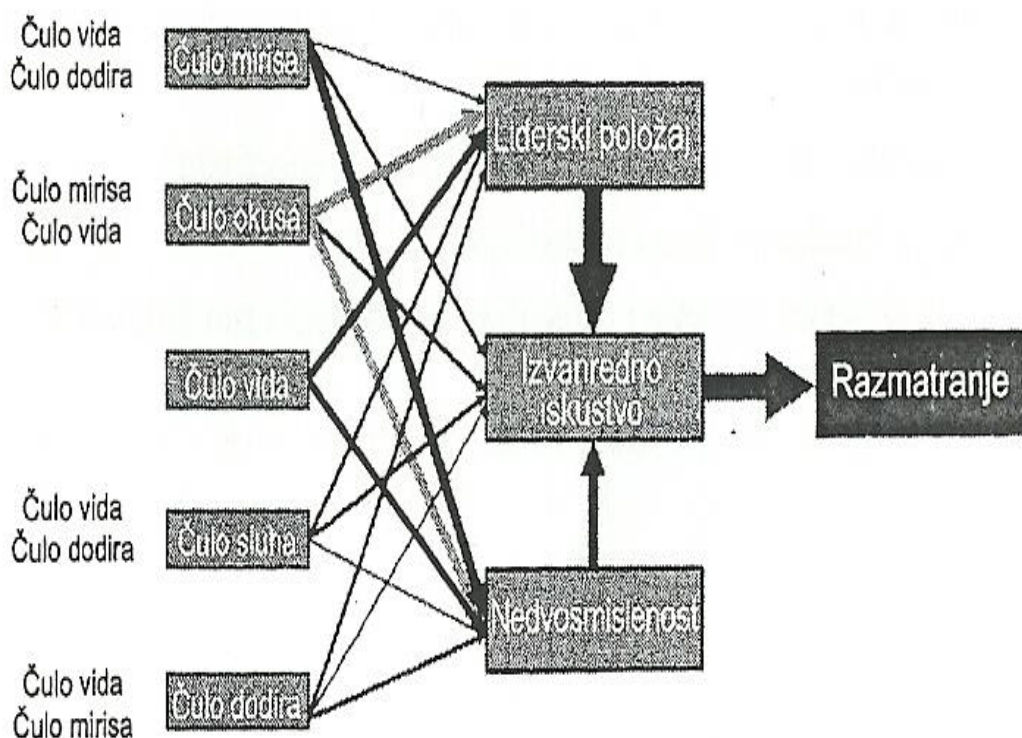 Čulo vida
Čulo dodira
Čulo mirisa
Čulo mirisa
Čulo vida
Čulo okusa
Čulo vida
Čulo vida
Čulo dodira
Čulo sluha
Čulo vida
Čulo mirisa
Čulo dodira
Liderski položaj
Izvanredno
iskustvo
Nedvosmislenost
Razmatranje